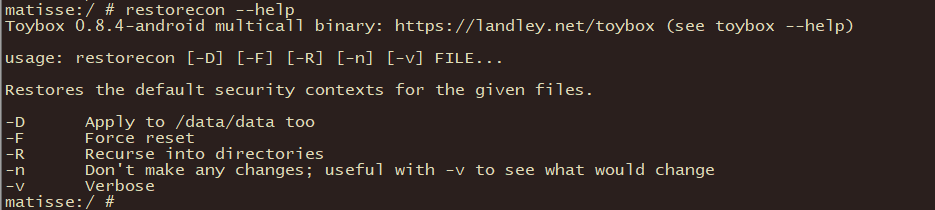 matisse:/ # restorecon --help
Toybox 0.8.4-android multicall binary: https://landley.net/toybox (see toybox --help)
usage: restorecon [-D] [-F] [-R] [-n] [-v] FILE...
Restores the default security contexts for the given files.
-D      Apply to /data/data too
-F      Force reset
-R      Recurse into directories
-n      Don't make any changes; useful with -v to see what would change
-v      Verbose
matisse:/ #